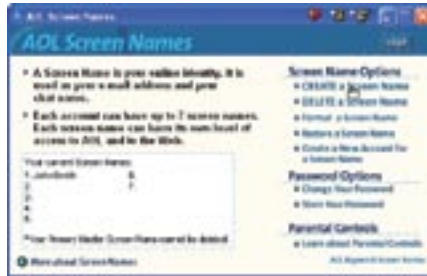 AOL Screen Names
AOL Screen Names
• A Screen Name is your online identity. It is
used as your e-mail address and your
chat name.
• Each account can have up to 7 screen names.
Each screen name can have its own level of
access to AOL and to the Web.
Your current Screen Names:
1. 6.
2. 7.
3.
4.
5.
*Your Primary Master Screen Name cannot be deleted.
More about Screen Names
Screen Name Options
CREATE a Screen Name
DELETE a Screen Name
Format a Screen Name
Restore a Screen Name
Create a New Account for
a Screen Name
Password Options
Change Your Password
Store Your Password
Parental Controls
Learn about Parental Controls
AOL Keyword: Screen Names